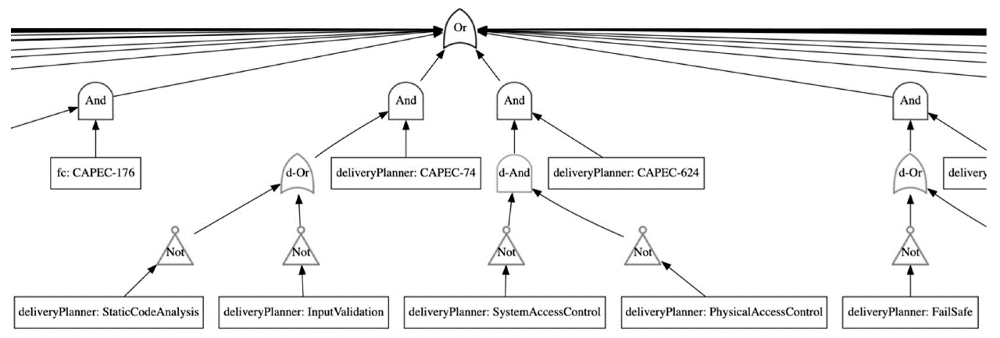 Or
And
And
And
And
fc: CAPEC-176
d-Or
deliveryPlanner: CAPEC-74
d-And
deliveryPlanner: CAPEC-624
d-Or
delivery
Not
Not
Not
Not
Not
deliveryPlanner: StaticCodeAnalysis
deliveryPlanner: InputValidation
deliveryPlanner: SystemAccessControl
deliveryPlanner: PhysicalAccessControl
deliveryPlanner: FailSafe